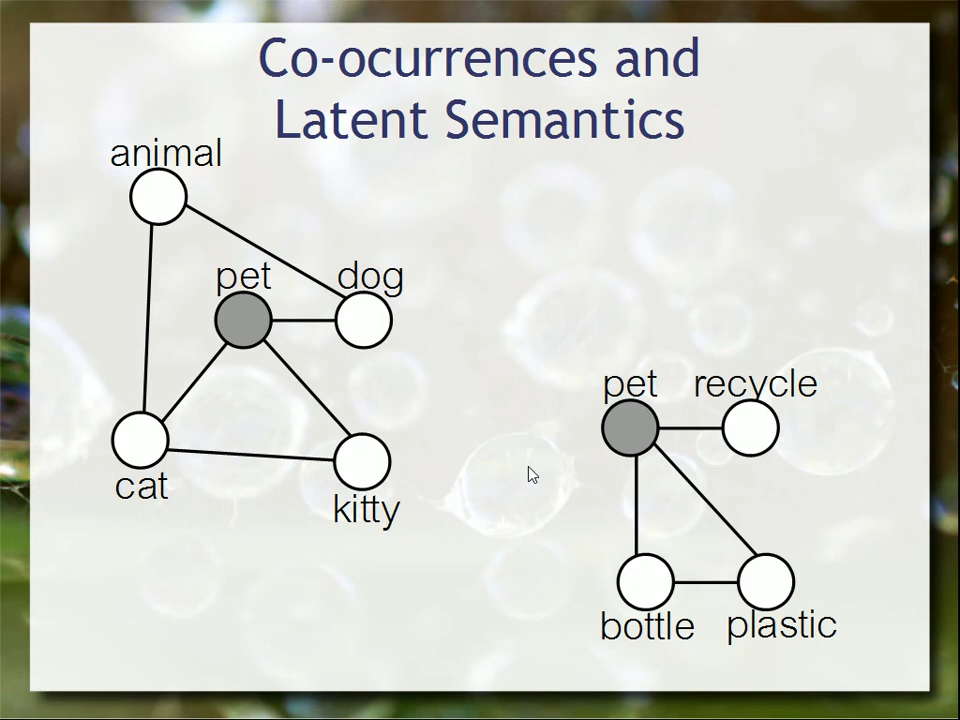 Co-ocurrences and
Latent Semantics
animal
pet dog
cat
kitty
pet recycle
bottle plastic